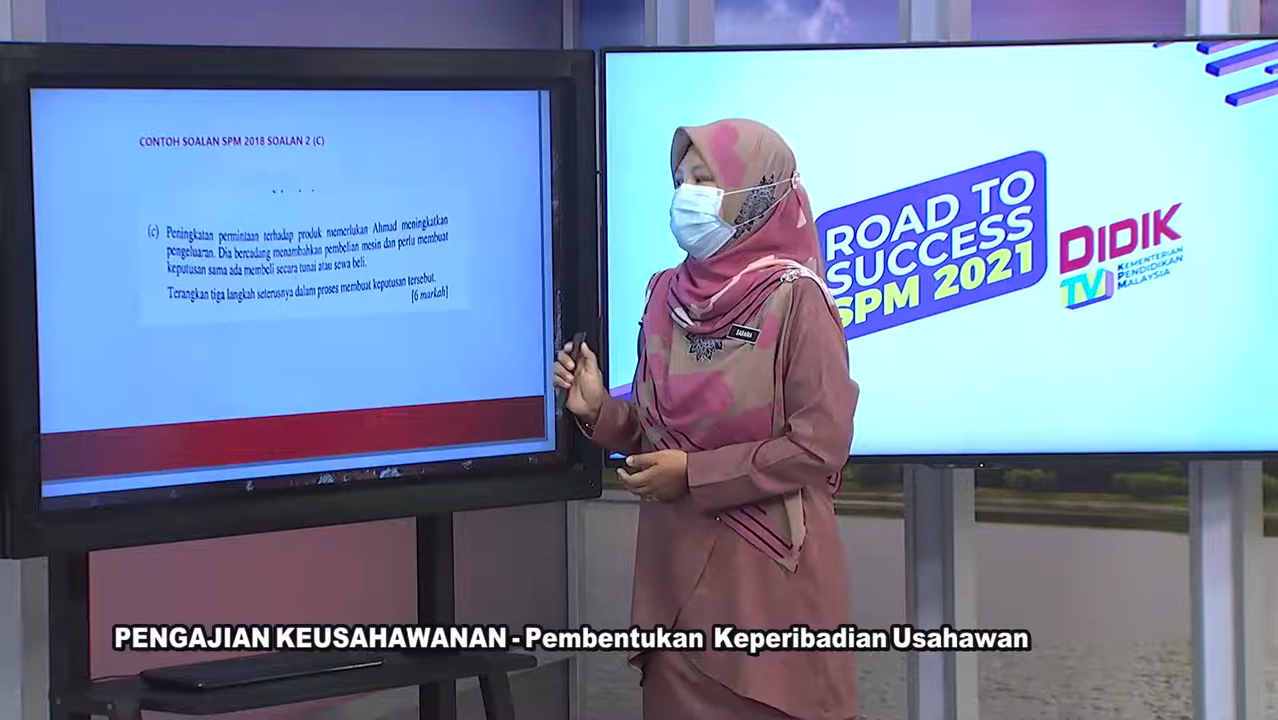 CONTOH SOALAN SPM 2018 SOALAN 2 (C)
(c) Peningkatan permintaan terhadap produk memerlukan Ahmad meningkatkan
pengeluaran. Dia bercadang menambahkan pembelian mesin dan perlu membuat
keputusan sama ada membeli secara tunai atau sewa beli.
Terangkan tiga langkah seterusnya dalam proses membuat keputusan tersebut.
[6 markah]
ROAD TO
SUCCESS
SPM 2021
DIDIK
TV
KEMENTERIAN
PENDIDIKAN
MALAYSIA
SABARIA
PENGAJIAN KEUSAHAWANAN - Pembentukan Keperibadian Usahawan